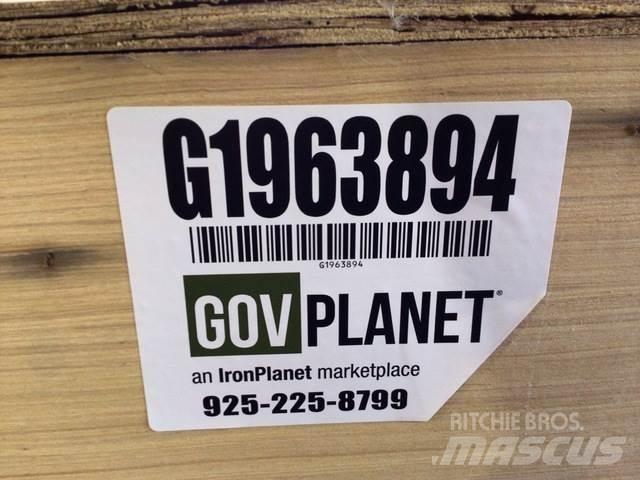 G1963894
G1963894
GOV PLANET®
an IronPlanet marketplace
925-225-8799
RITCHIE BROS.
MASCUS